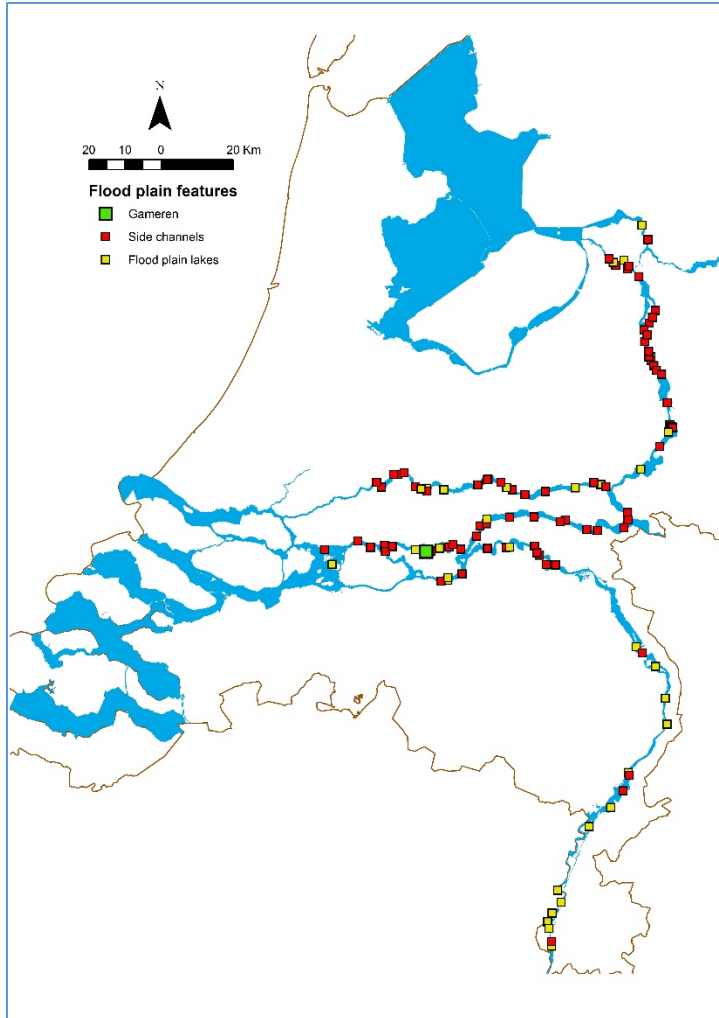 N
20 10 0 20 Km
Flood plain features
Gameren
Side channels
Flood plain lakes